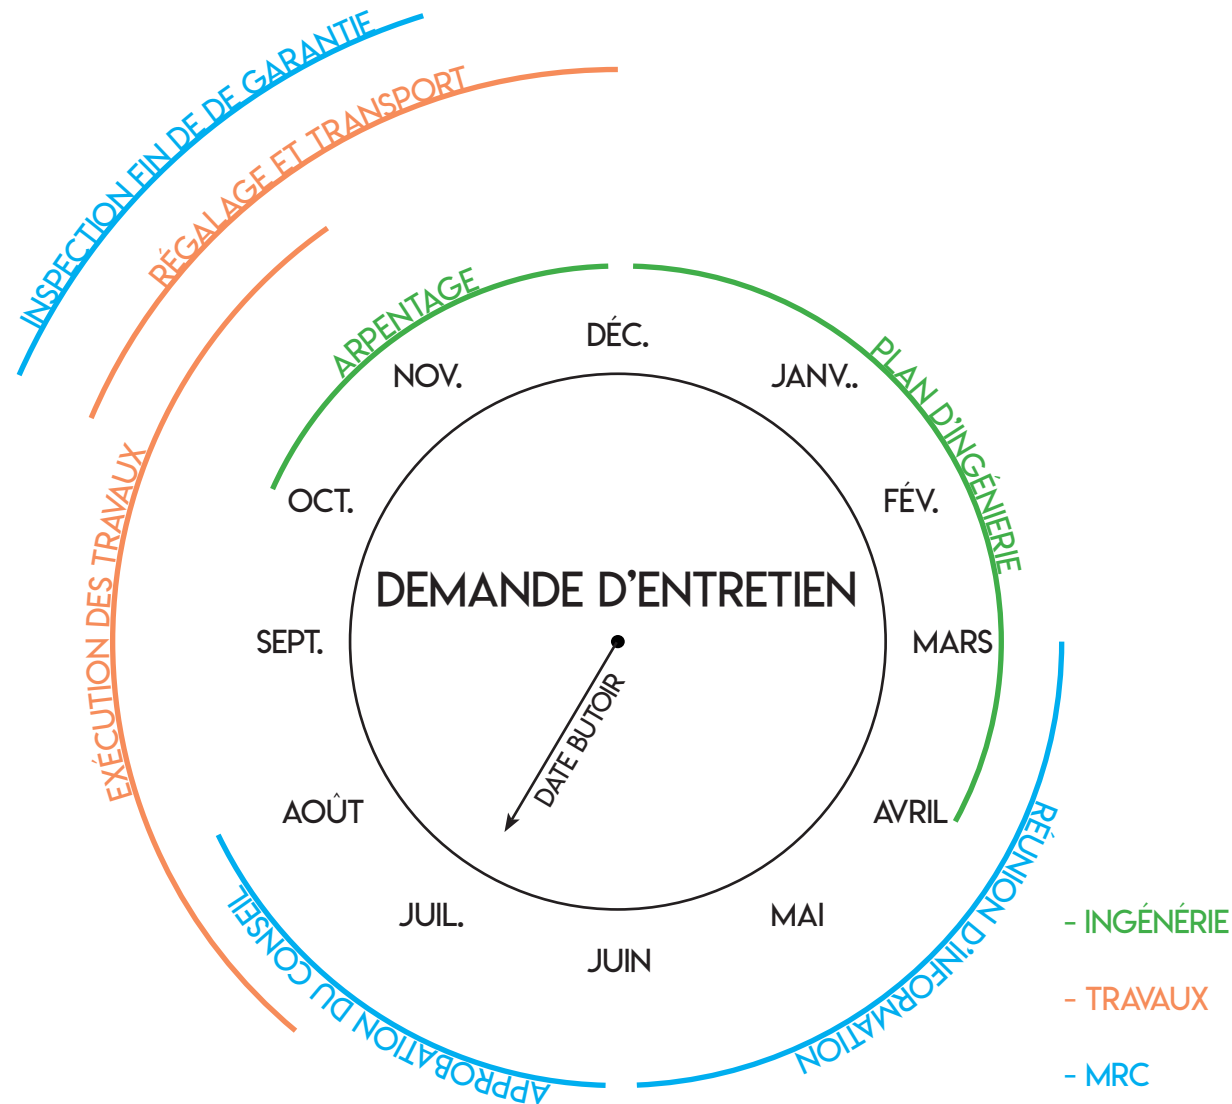 INSPECTION FIN DE DE GARANTIE
RÉGALAGE ET TRANSPORT
EXÉCUTION DES TRAVAUX
ARPENTAGE
PLAN D'INGÉNIERIE
DÉC.
JANV..
FÉV.
MARS
AVRIL
MAI
JUIN
JUIL.
AOÛT
SEPT.
OCT.
NOV.
DEMANDE D'ENTRETIEN
DATE BUTOIR
RÉUNION D'INFORMATION
APPROBATION DU CONSEIL
- INGÉNÉRIE
- TRAVAUX
- MRC